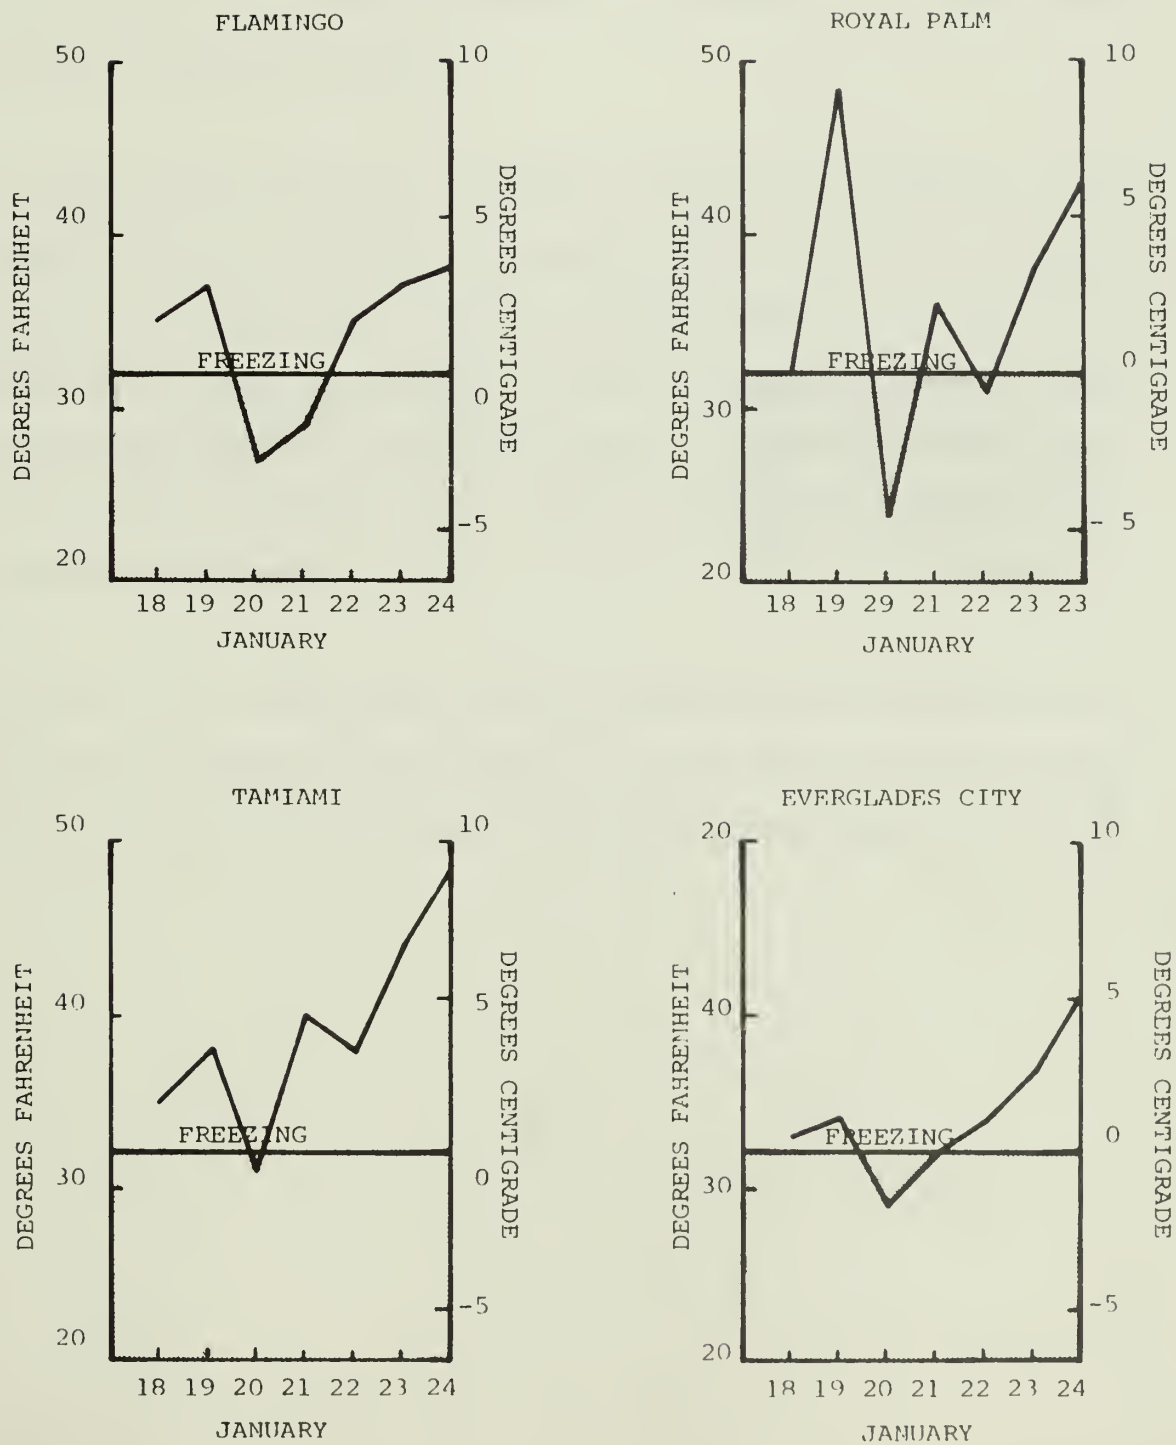 FLAMINGO
50
40
30
20
10
5
0
-5
DEGREES FAHRENHEIT
DEGREES CENTIGRADE
FREEZING
18 19 20 21 22 23 24
JANUARY
ROYAL PALM
50
40
30
20
10
5
0
- 5
DEGREES FAHRENHEIT
DEGREES CENTIGRADE
FREEZING
18 19 29 21 22 23 23
JANUARY
TAMIAMI
50
40
30
20
10
5
0
-5
DEGREES FAHRENHEIT
DEGREES CENTIGRADE
FREEZING
18 19 20 21 22 23 24
JANUARY
EVERGLADES CITY
20
40
30
20
10
5
0
-5
DEGREES FAHRENHEIT
DEGREES CENTIGRADE
FREEZING
18 19 20 21 22 23 24
JANUARY